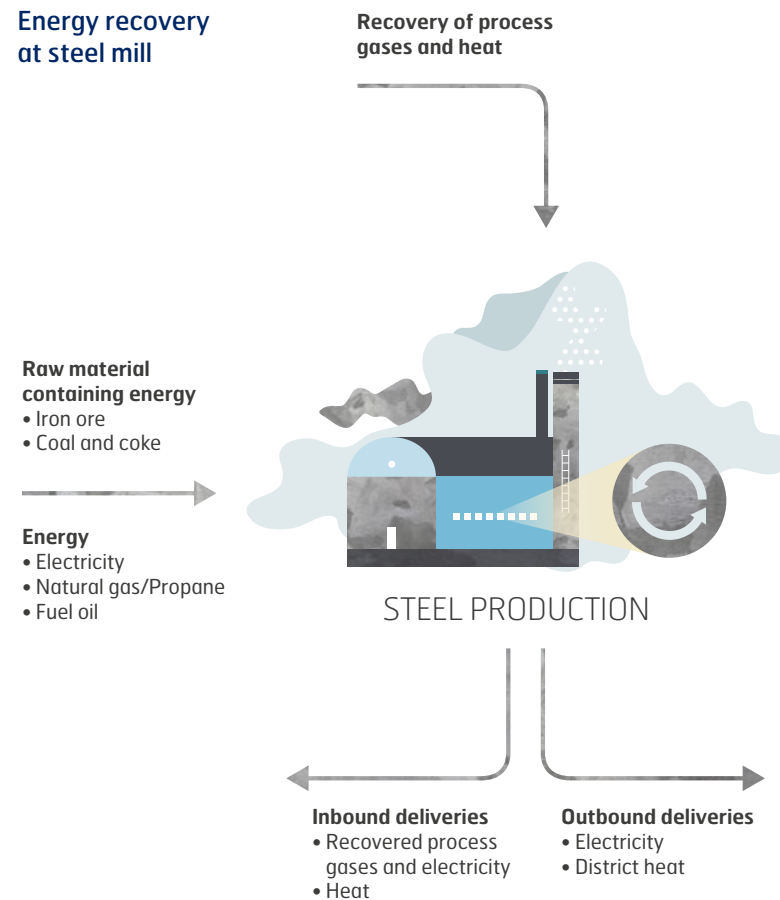 Energy recovery
at steel mill
Recovery of process
gases and heat
Raw material
containing energy
• Iron ore
• Coal and coke
Energy
• Electricity
• Natural gas/Propane
• Fuel oil
STEEL PRODUCTION
Inbound deliveries
• Recovered process
gases and electricity
• Heat
Outbound deliveries
• Electricity
• District heat